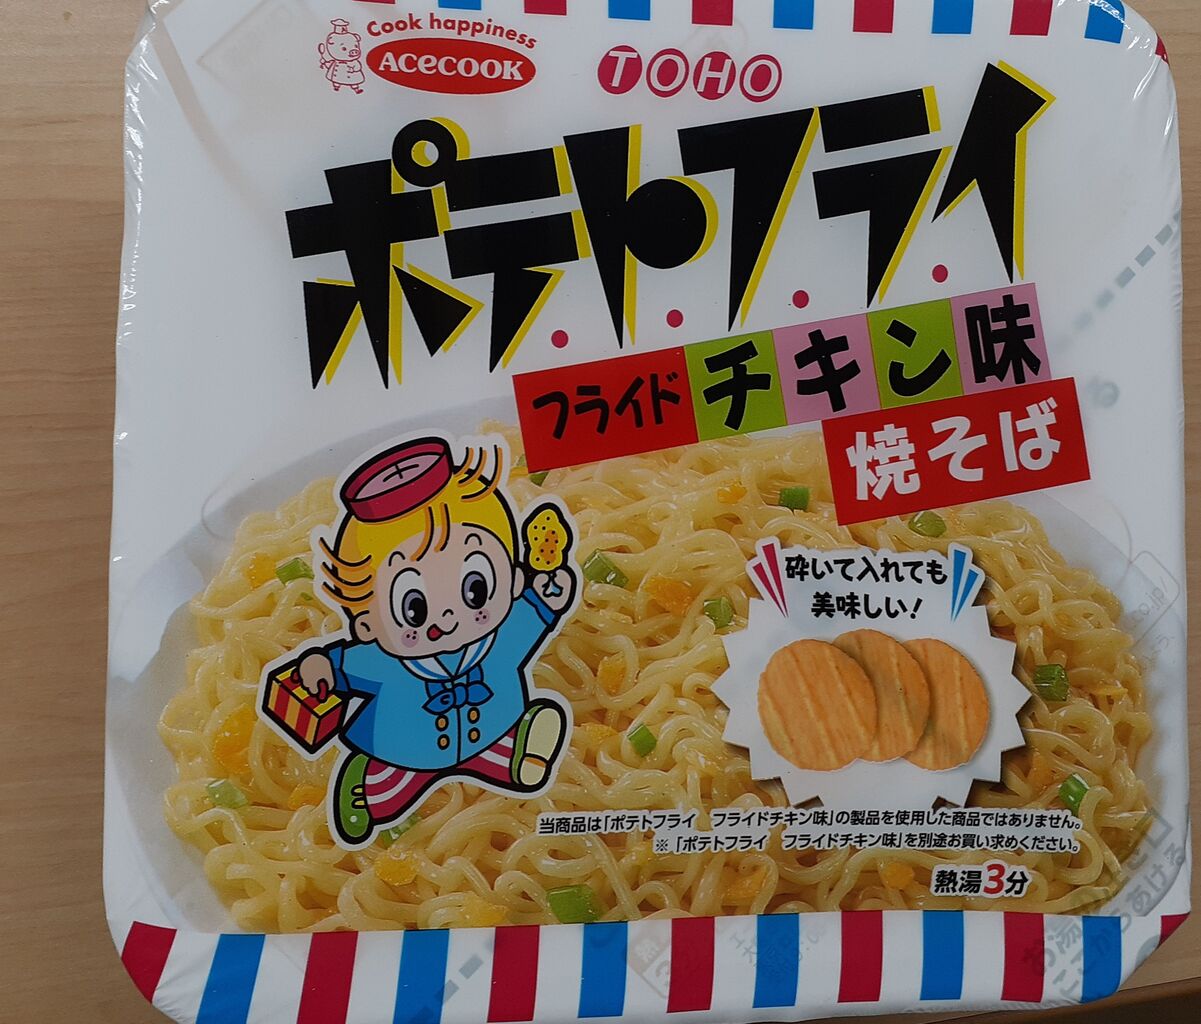 Cook happiness
ACECOOK
TOHO
ポテトフライ
フライドチキン味
焼そば
砕いて入れても
美味しい!
当商品は「ポテトフライ　フライドチキン味」の製品を使用した商品ではありません。
※「ポテトフライ　フライドチキン味」を別途お買い求めください。
熱湯3分